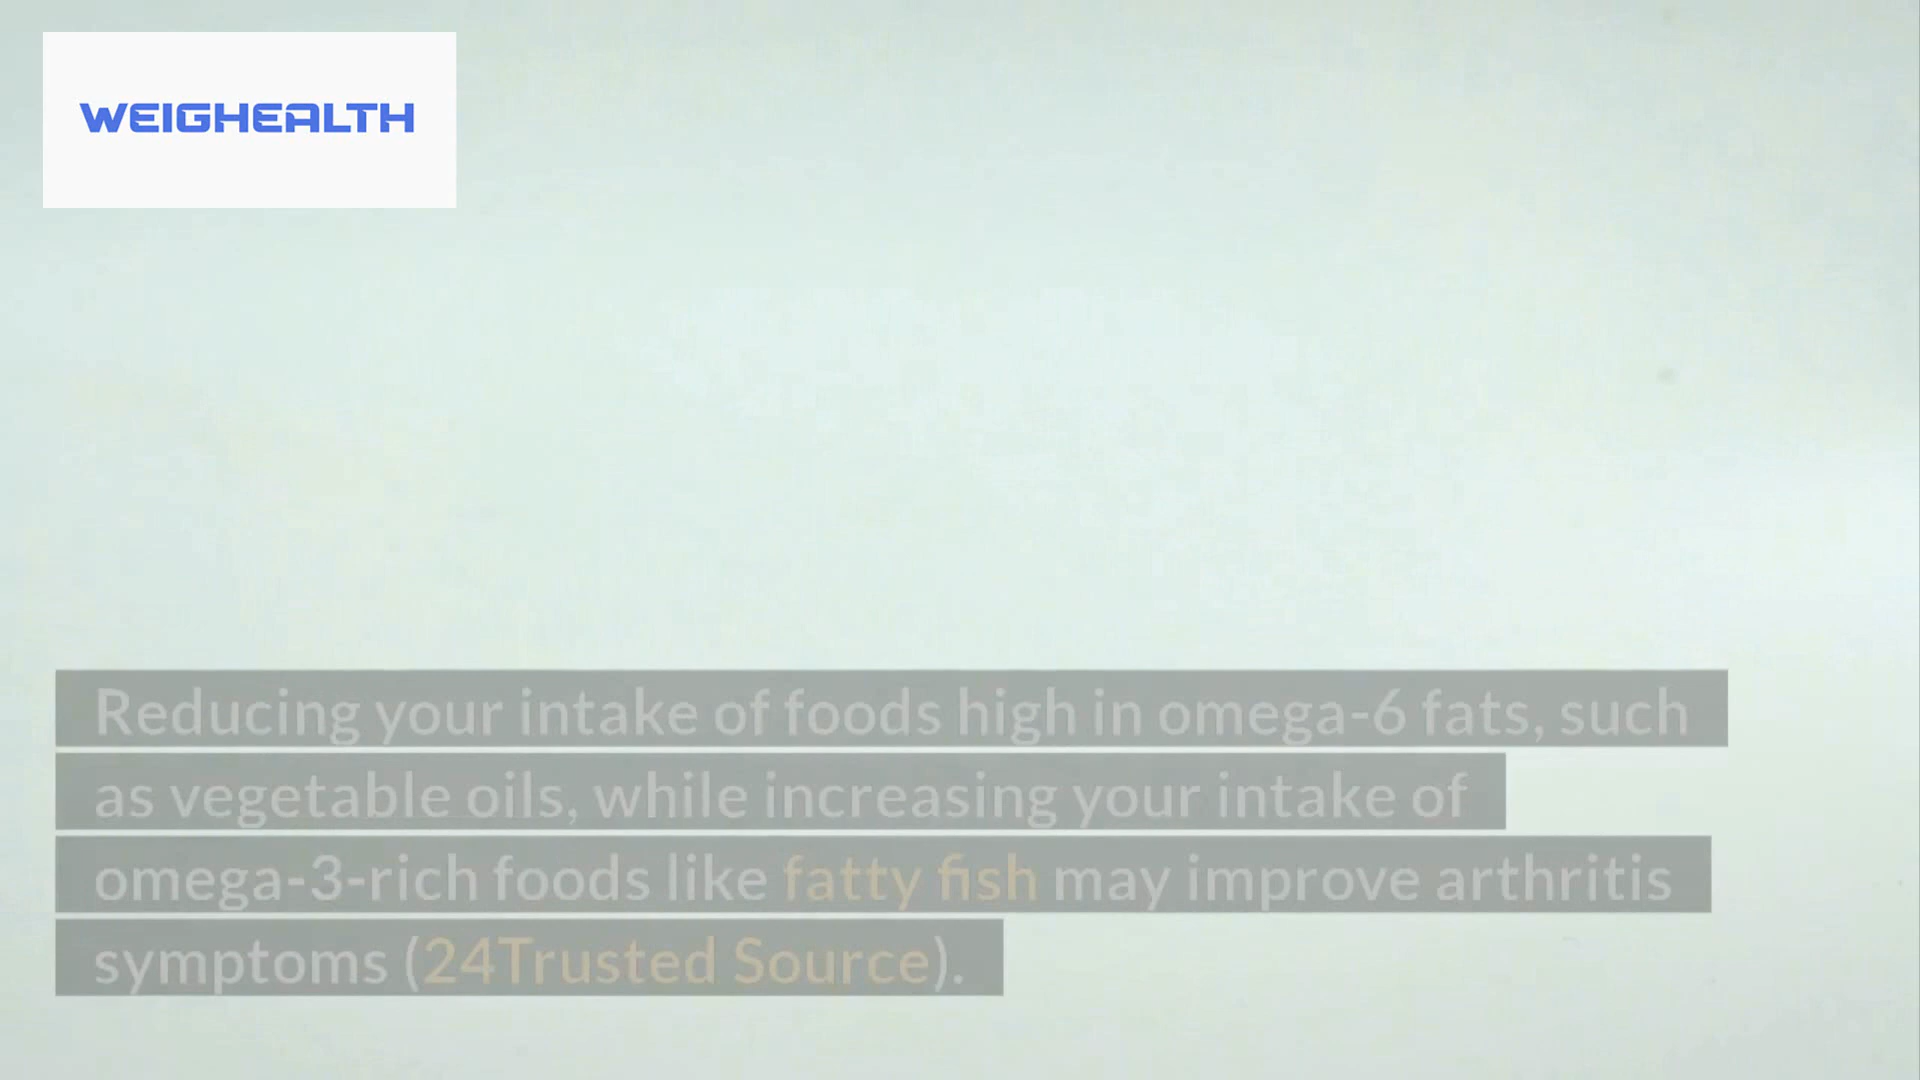 WEIGHEALTH
Reducing your intake of foods high in omega-6 fats, such
as vegetable oils, while increasing your intake of
omega-3-rich foods like fatty fish may improve arthritis
symptoms (24Trusted Source).